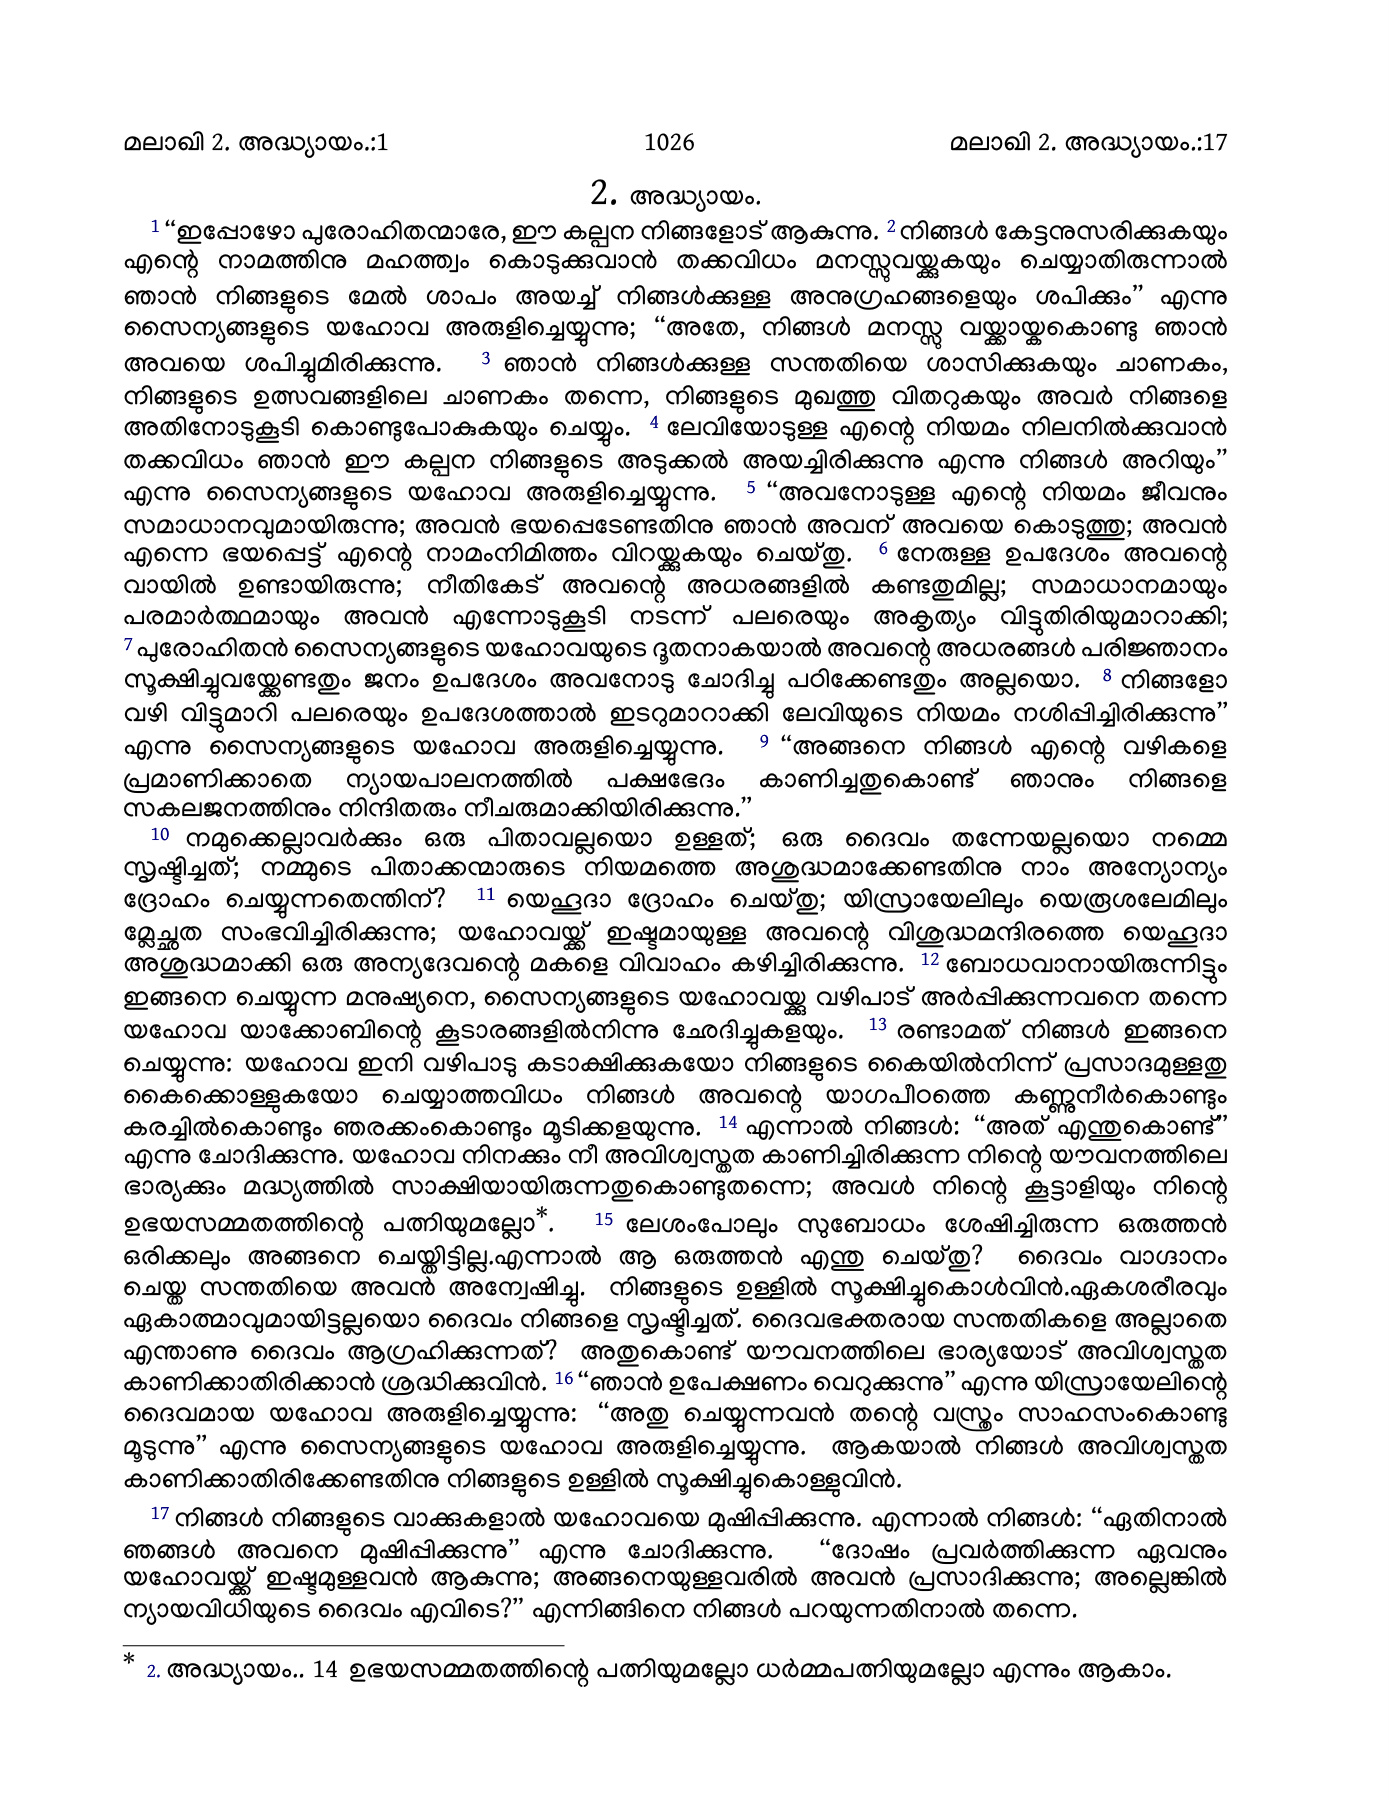 മലാഖി 2. അദ്ധ്യായം.:1 1026 മലാഖി 2. അദ്ധ്യായം.:17
2. അദ്ധ്യായം.
1 “ഇപ്പോഴോ പുരോഹിതന്മാരേ, ഈ കല്പന നിങ്ങളോട് ആകുന്നു. 2 നിങ്ങൾ കേട്ടനുസരിക്കുകയും
എന്റെ നാമത്തിനു മഹത്ത്വം കൊടുക്കുവാൻ തക്കവിധം മനസ്സുവയ്ക്കുകയും ചെയ്യാതിരുന്നാൽ
ഞാൻ നിങ്ങളുടെ മേൽ ശാപം അയച്ച് നിങ്ങൾക്കുള്ള അനുഗ്രഹങ്ങളെയും ശപിക്കും” എന്നു
സൈന്യങ്ങളുടെ യഹോവ അരുളിച്ചെയ്യുന്നു; “അതേ, നിങ്ങൾ മനസ്സു വയ്ക്കായ്കകൊണ്ടു ഞാൻ
അവയെ ശപിച്ചുമിരിക്കുന്നു. 3 ഞാൻ നിങ്ങൾക്കുള്ള സന്തതിയെ ശാസിക്കുകയും ചാണകം,
നിങ്ങളുടെ ഉത്സവങ്ങളിലെ ചാണകം തന്നെ, നിങ്ങളുടെ മുഖത്തു വിതറുകയും അവർ നിങ്ങളെ
അതിനോടുകൂടി കൊണ്ടുപോകുകയും ചെയ്യും. 4 ലേവിയോടുള്ള എന്റെ നിയമം നിലനില്‍ക്കുവാൻ
തക്കവിധം ഞാൻ ഈ കല്പന നിങ്ങളുടെ അടുക്കൽ അയച്ചിരിക്കുന്നു എന്നു നിങ്ങൾ അറിയും”
എന്നു സൈന്യങ്ങളുടെ യഹോവ അരുളിച്ചെയ്യുന്നു. 5 “അവനോടുള്ള എന്റെ നിയമം ജീവനും
സമാധാനവുമായിരുന്നു; അവൻ ഭയപ്പെടേണ്ടതിനു ഞാൻ അവന് അവയെ കൊടുത്തു; അവൻ
എന്നെ ഭയപ്പെട്ട് എന്റെ നാമംനിമിത്തം വിറയ്ക്കുകയും ചെയ്തു. 6 നേരുള്ള ഉപദേശം അവന്റെ
വായിൽ ഉണ്ടായിരുന്നു; നീതികേട് അവന്റെ അധരങ്ങളിൽ കണ്ടതുമില്ല; സമാധാനമായും
പരമാർത്ഥമായും അവൻ എന്നോടുകൂടി നടന്ന് പലരെയും അകൃത്യം വിട്ടുതിരിയുമാറാക്കി;
7 പുരോഹിതൻ സൈന്യങ്ങളുടെ യഹോവയുടെ ദൂതനാകയാൽ അവന്റെ അധരങ്ങൾ പരിജ്ഞാനം
സൂക്ഷിച്ചുവയ്ക്കേണ്ടതും ജനം ഉപദേശം അവനോടു ചോദിച്ചു പഠിക്കേണ്ടതും അല്ലയൊ. 8 നിങ്ങളോ
വഴി വിട്ടുമാറി പലരെയും ഉപദേശത്താൽ ഇടറുമാറാക്കി ലേവിയുടെ നിയമം നശിപ്പിച്ചിരിക്കുന്നു”
എന്നു സൈന്യങ്ങളുടെ യഹോവ അരുളിച്ചെയ്യുന്നു. 9 “അങ്ങനെ നിങ്ങൾ എന്റെ വഴികളെ
പ്രമാണിക്കാതെ ന്യായപാലനത്തിൽ പക്ഷഭേദം കാണിച്ചതുകൊണ്ട് ഞാനും നിങ്ങളെ
സകലജനത്തിനും നിന്ദിതരും നീചരുമാക്കിയിരിക്കുന്നു.”
10 നമുക്കെല്ലാവർക്കും ഒരു പിതാവല്ലയൊ ഉള്ളത്; ഒരു ദൈവം തന്നേയല്ലയൊ നമ്മെ
സൃഷ്ടിച്ചത്; നമ്മുടെ പിതാക്കന്മാരുടെ നിയമത്തെ അശുദ്ധമാക്കേണ്ടതിനു നാം അന്യോന്യം
ദ്രോഹം ചെയ്യുന്നതെന്തിന്? 11 യെഹൂദാ ദ്രോഹം ചെയ്തു; യിസ്രായേലിലും യെരൂശലേമിലും
മ്ലേച്ഛത സംഭവിച്ചിരിക്കുന്നു; യഹോവയ്ക്ക് ഇഷ്ടമായുള്ള അവന്റെ വിശുദ്ധമന്ദിരത്തെ യെഹൂദാ
അശുദ്ധമാക്കി ഒരു അന്യദേവന്റെ മകളെ വിവാഹം കഴിച്ചിരിക്കുന്നു. 12 ബോധവാനായിരുന്നിട്ടും
ഇങ്ങനെ ചെയ്യുന്ന മനുഷ്യനെ, സൈന്യങ്ങളുടെ യഹോവയ്ക്കു വഴിപാട് അർപ്പിക്കുന്നവനെ തന്നെ
യഹോവ യാക്കോബിന്റെ കൂടാരങ്ങളിൽനിന്നു ഛേദിച്ചുകളയും. 13 രണ്ടാമത് നിങ്ങൾ ഇങ്ങനെ
ചെയ്യുന്നു: യഹോവ ഇനി വഴിപാടു കടാക്ഷിക്കുകയോ നിങ്ങളുടെ കൈയിൽനിന്ന് പ്രസാദമുള്ളതു
കൈക്കൊള്ളുകയോ ചെയ്യാത്തവിധം നിങ്ങൾ അവന്റെ യാഗപീഠത്തെ കണ്ണുനീർകൊണ്ടും
കരച്ചിൽകൊണ്ടും ഞരക്കംകൊണ്ടും മൂടിക്കളയുന്നു. 14 എന്നാൽ നിങ്ങൾ: “അത് എന്തുകൊണ്ട്”
എന്നു ചോദിക്കുന്നു. യഹോവ നിനക്കും നീ അവിശ്വസ്തത കാണിച്ചിരിക്കുന്ന നിന്റെ യൗവനത്തിലെ
ഭാര്യക്കും മദ്ധ്യത്തിൽ സാക്ഷിയായിരുന്നതുകൊണ്ടുതന്നെ; അവൾ നിന്റെ കൂട്ടാളിയും നിന്റെ
ഉഭയസമ്മതത്തിന്റെ പത്നിയുമല്ലോ*. 15 ലേശംപോലും സുബോധം ശേഷിച്ചിരുന്ന ഒരുത്തൻ
ഒരിക്കലും അങ്ങനെ ചെയ്തിട്ടില്ല.എന്നാൽ ആ ഒരുത്തൻ എന്തു ചെയ്തു? ദൈവം വാഗ്ദാനം
ചെയ്ത സന്തതിയെ അവൻ അന്വേഷിച്ചു. നിങ്ങളുടെ ഉള്ളിൽ സൂക്ഷിച്ചുകൊൾവിൻ.ഏകശരീരവും
ഏകാത്മാവുമായിട്ടല്ലയൊ ദൈവം നിങ്ങളെ സൃഷ്ടിച്ചത്. ദൈവഭക്തരായ സന്തതികളെ അല്ലാതെ
എന്താണു ദൈവം ആഗ്രഹിക്കുന്നത്? അതുകൊണ്ട് യൗവനത്തിലെ ഭാര്യയോട് അവിശ്വസ്തത
കാണിക്കാതിരിക്കാൻ ശ്രദ്ധിക്കുവിൻ. 16 “ഞാൻ ഉപേക്ഷണം വെറുക്കുന്നു” എന്നു യിസ്രായേലിന്റെ
ദൈവമായ യഹോവ അരുളിച്ചെയ്യുന്നു: “അതു ചെയ്യുന്നവൻ തന്റെ വസ്ത്രം സാഹസംകൊണ്ടു
മൂടുന്നു” എന്നു സൈന്യങ്ങളുടെ യഹോവ അരുളിച്ചെയ്യുന്നു. ആകയാൽ നിങ്ങൾ അവിശ്വസ്തത
കാണിക്കാതിരിക്കേണ്ടതിനു നിങ്ങളുടെ ഉള്ളിൽ സൂക്ഷിച്ചുകൊള്ളുവിൻ.
17 നിങ്ങൾ നിങ്ങളുടെ വാക്കുകളാൽ യഹോവയെ മുഷിപ്പിക്കുന്നു. എന്നാൽ നിങ്ങൾ: “ഏതിനാൽ
ഞങ്ങൾ അവനെ മുഷിപ്പിക്കുന്നു” എന്നു ചോദിക്കുന്നു. “ദോഷം പ്രവർത്തിക്കുന്ന ഏവനും
യഹോവയ്ക്ക് ഇഷ്ടമുള്ളവൻ ആകുന്നു; അങ്ങനെയുള്ളവരിൽ അവൻ പ്രസാദിക്കുന്നു; അല്ലെങ്കിൽ
ന്യായവിധിയുടെ ദൈവം എവിടെ?” എന്നിങ്ങിനെ നിങ്ങൾ പറയുന്നതിനാൽ തന്നെ.
* 2. അദ്ധ്യായം.. 14 ഉഭയസമ്മതത്തിന്റെ പത്നിയുമല്ലോ ധർമ്മപത്നിയുമല്ലോ എന്നും ആകാം.